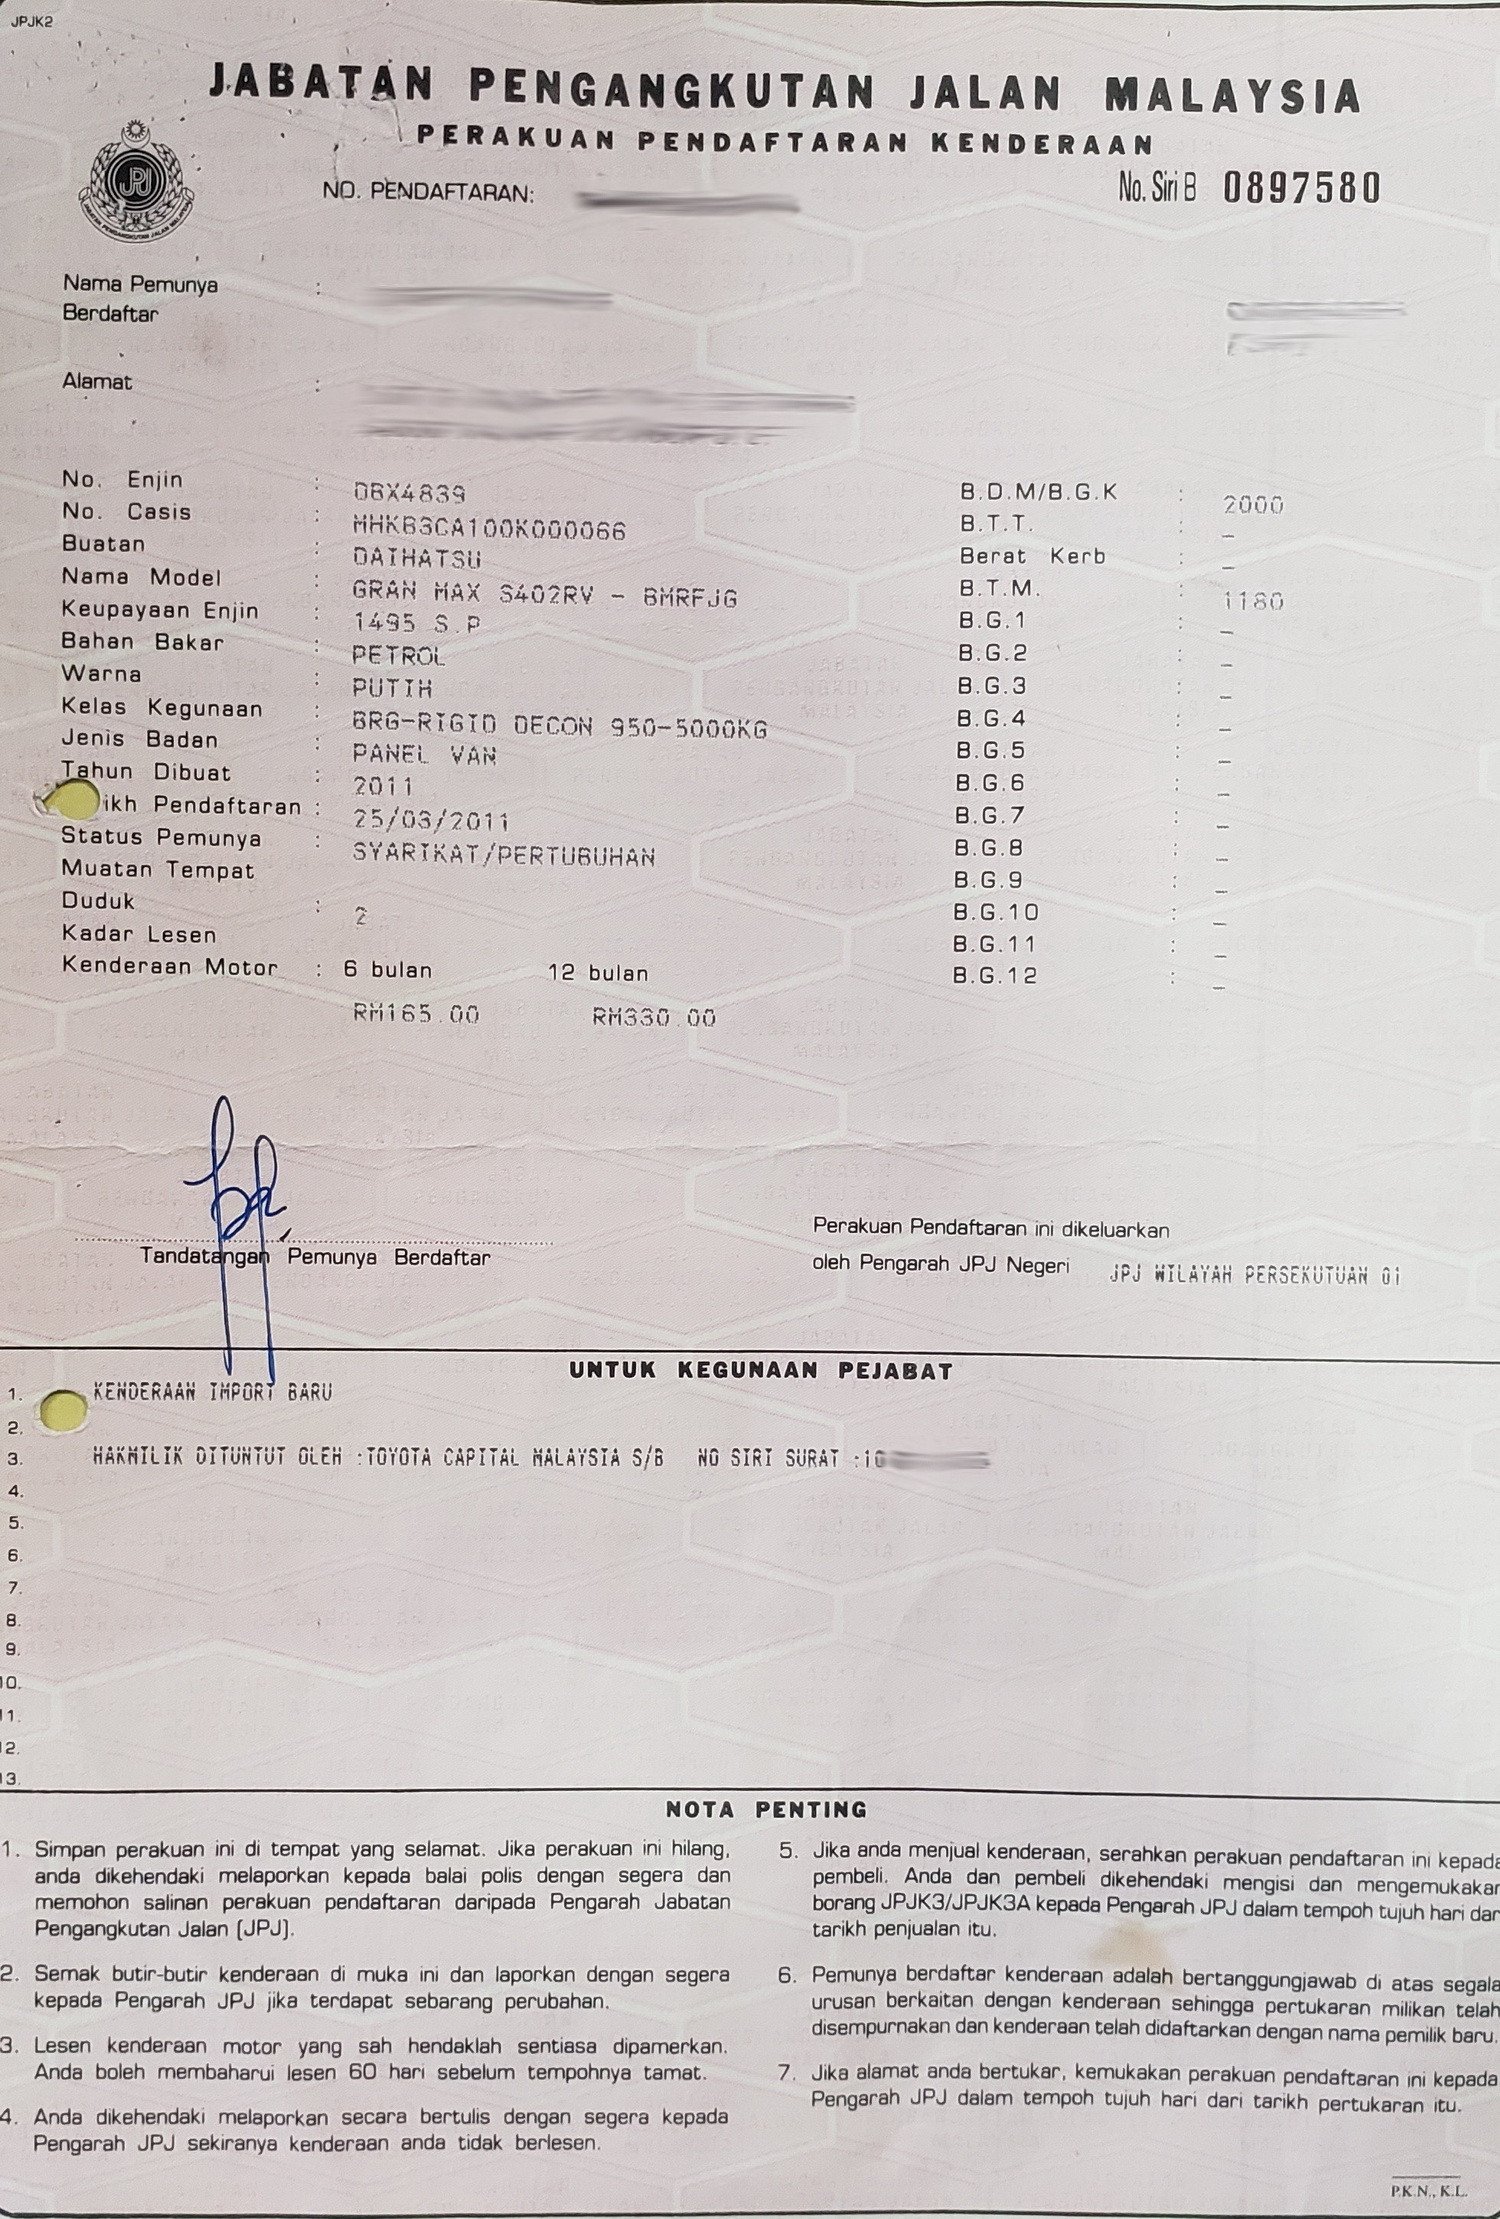 JPJK2
JABATAN PENGANGKUTAN JALAN MALAYSIA
PERAKUAN PENDAFTARAN KENDERAAN
NO. PENDAFTARAN:
No. Siri B 0897580
JPJ
JABATAN PENGANGKUTAN JALAN MALAYSIA
Nama Pemunya :
Berdaftar
Alamat :
No. Enjin : DBX4839
No. Casis : MHKB3CA100K000066
Buatan : DAIHATSU
Nama Model : GRAN MAX S402RV - BMRFJG
Keupayaan Enjin : 1495 S.P
Bahan Bakar : PETROL
Warna : PUTIH
Kelas Kegunaan : BRG-RIGID DECON 950-5000KG
Jenis Badan : PANEL VAN
Tahun Dibuat : 2011
ikh Pendaftaran : 25/03/2011
Status Pemunya : SYARIKAT/PERTUBUHAN
Muatan Tempat
Duduk : 2
Kadar Lesen
Kenderaan Motor : 6 bulan 12 bulan
RM165.00 RM330.00
B.D.M/B.G.K : 2000
B.T.T. : -
Berat Kerb : -
B.T.M. : 1180
B.G.1 : -
B.G.2 : -
B.G.3 : -
B.G.4 : -
B.G.5 : -
B.G.6 : -
B.G.7 : -
B.G.8 : -
B.G.9 : -
B.G.10 : -
B.G.11 : -
B.G.12 : -
Tandatangan Pemunya Berdaftar
Perakuan Pendaftaran ini dikeluarkan
oleh Pengarah JPJ Negeri JPJ WILAYAH PERSEKUTUAN 01
UNTUK KEGUNAAN PEJABAT
1. KENDERAAN IMPORT BARU
2.
3. HAKMILIK DITUNTUT OLEH :TOYOTA CAPITAL MALAYSIA S/B NO SIRI SURAT :10
4.
5.
6.
7.
8.
9.
10.
11.
12.
13.
NOTA PENTING
1. Simpan perakuan ini di tempat yang selamat. Jika perakuan ini hilang,
anda dikehendaki melaporkan kepada balai polis dengan segera dan
memohon salinan perakuan pendaftaran daripada Pengarah Jabatan
Pengangkutan Jalan (JPJ).
2. Semak butir-butir kenderaan di muka ini dan laporkan dengan segera
kepada Pengarah JPJ jika terdapat sebarang perubahan.
3. Lesen kenderaan motor yang sah hendaklah sentiasa dipamerkan.
Anda boleh membaharui lesen 60 hari sebelum tempohnya tamat.
4. Anda dikehendaki melaporkan secara bertulis dengan segera kepada
Pengarah JPJ sekiranya kenderaan anda tidak berlesen.
5. Jika anda menjual kenderaan, serahkan perakuan pendaftaran ini kepada
pembeli. Anda dan pembeli dikehendaki mengisi dan mengemukakan
borang JPJK3/JPJK3A kepada Pengarah JPJ dalam tempoh tujuh hari dari
tarikh penjualan itu.
6. Pemunya berdaftar kenderaan adalah bertanggungjawab di atas segala
urusan berkaitan dengan kenderaan sehingga pertukaran milikan telah
disempurnakan dan kenderaan telah didaftarkan dengan nama pemilik baru.
7. Jika alamat anda bertukar, kemukakan perakuan pendaftaran ini kepada
Pengarah JPJ dalam tempoh tujuh hari dari tarikh pertukaran itu.
P.K.N., K.L.